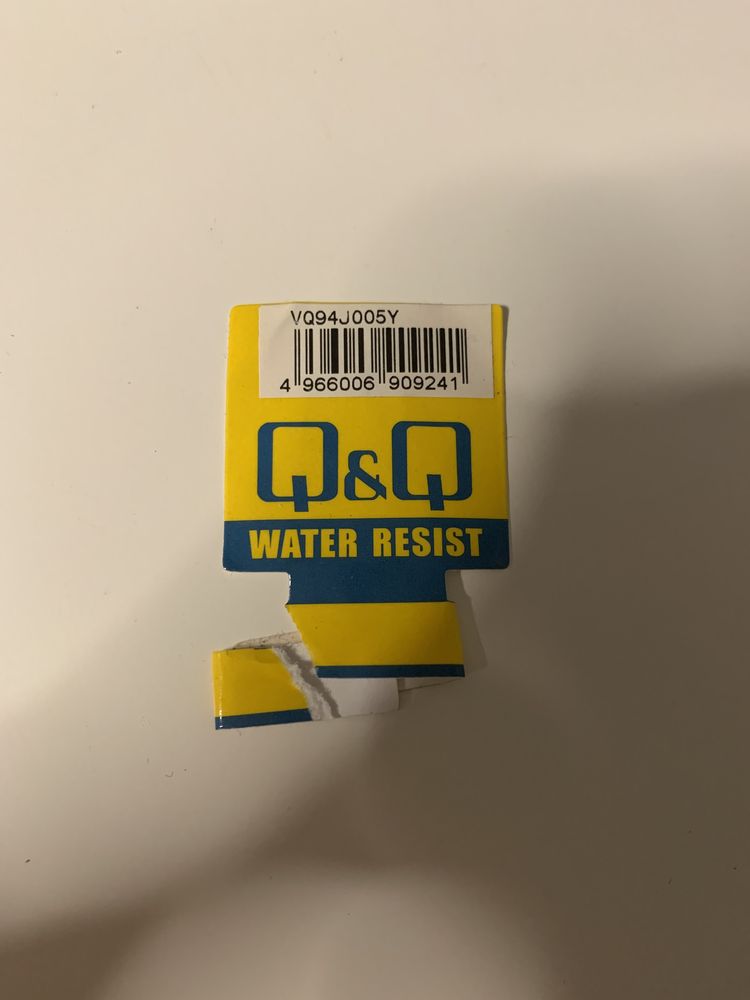 VQ94J005Y
4 966006 909241
Q&Q
WATER RESIST